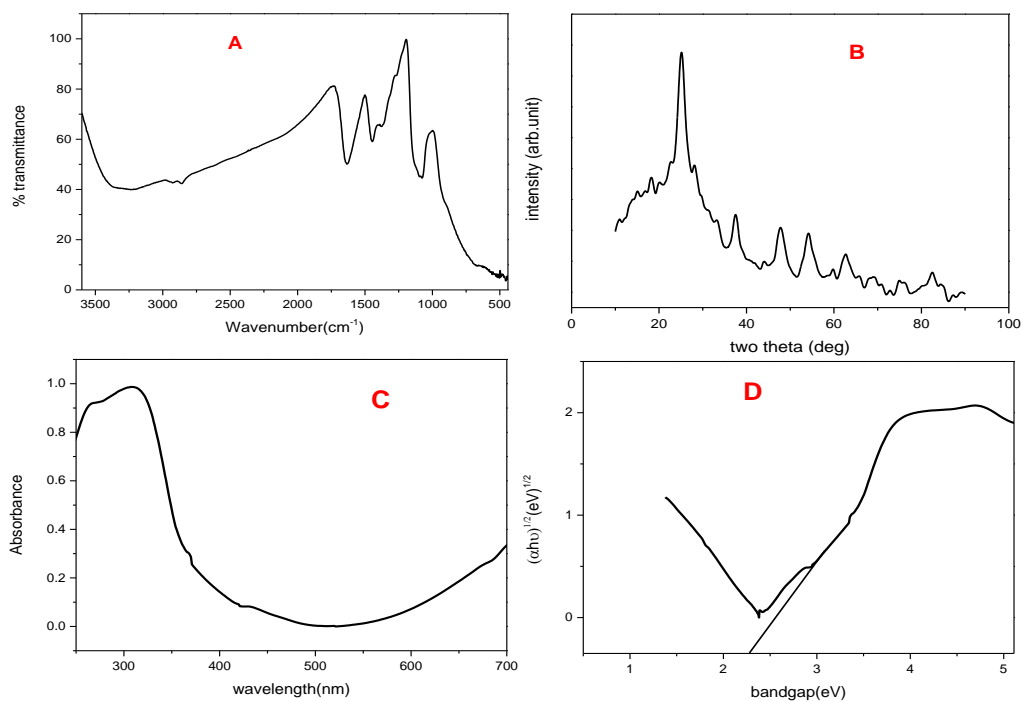 A
% transmittance
100
80
60
40
20
0
3500 3000 2500 2000 1500 1000 500
Wavenumber(cm⁻¹)
B
intensity (arb.unit)
0 20 40 60 80 100
two theta (deg)
C
Absorbance
1.0
0.8
0.6
0.4
0.2
0.0
300 400 500 600 700
wavelength(nm)
D
(αhυ)^1/2(eV)^1/2
2
1
0
1 2 3 4 5
bandgap(eV)